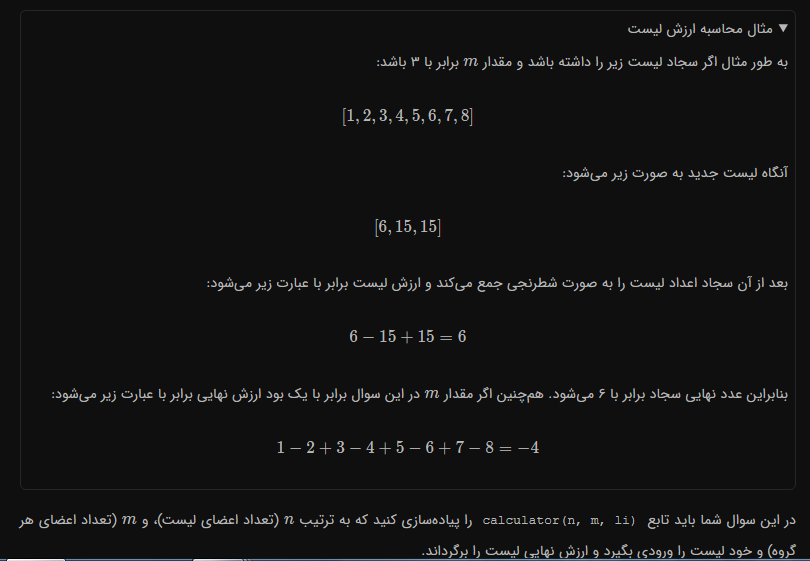 ▼ مثال محاسبه ارزش لیست
به طور مثال اگر سجاد لیست زیر را داشته باشد و مقدار m برابر با ۳ باشد:
[1, 2, 3, 4, 5, 6, 7, 8]
آنگاه لیست جدید به صورت زیر می‌شود:
[6, 15, 15]
بعد از آن سجاد اعداد لیست را به صورت شطرنجی جمع می‌کند و ارزش لیست برابر با عبارت زیر می‌شود:
6 − 15 + 15 = 6
بنابراین عدد نهایی سجاد برابر با ۶ می‌شود. هم‌چنین اگر مقدار m در این سوال برابر با یک بود ارزش نهایی برابر با عبارت زیر می‌شود:
1 − 2 + 3 − 4 + 5 − 6 + 7 − 8 = −4
در این سوال شما باید تابع calculator(n, m, li) را پیاده‌سازی کنید که به ترتیب n (تعداد اعضای لیست)، و m (تعداد اعضای هر
گروه) و خود لیست را ورودی بگیرد و ارزش نهایی لیست را برگرداند.